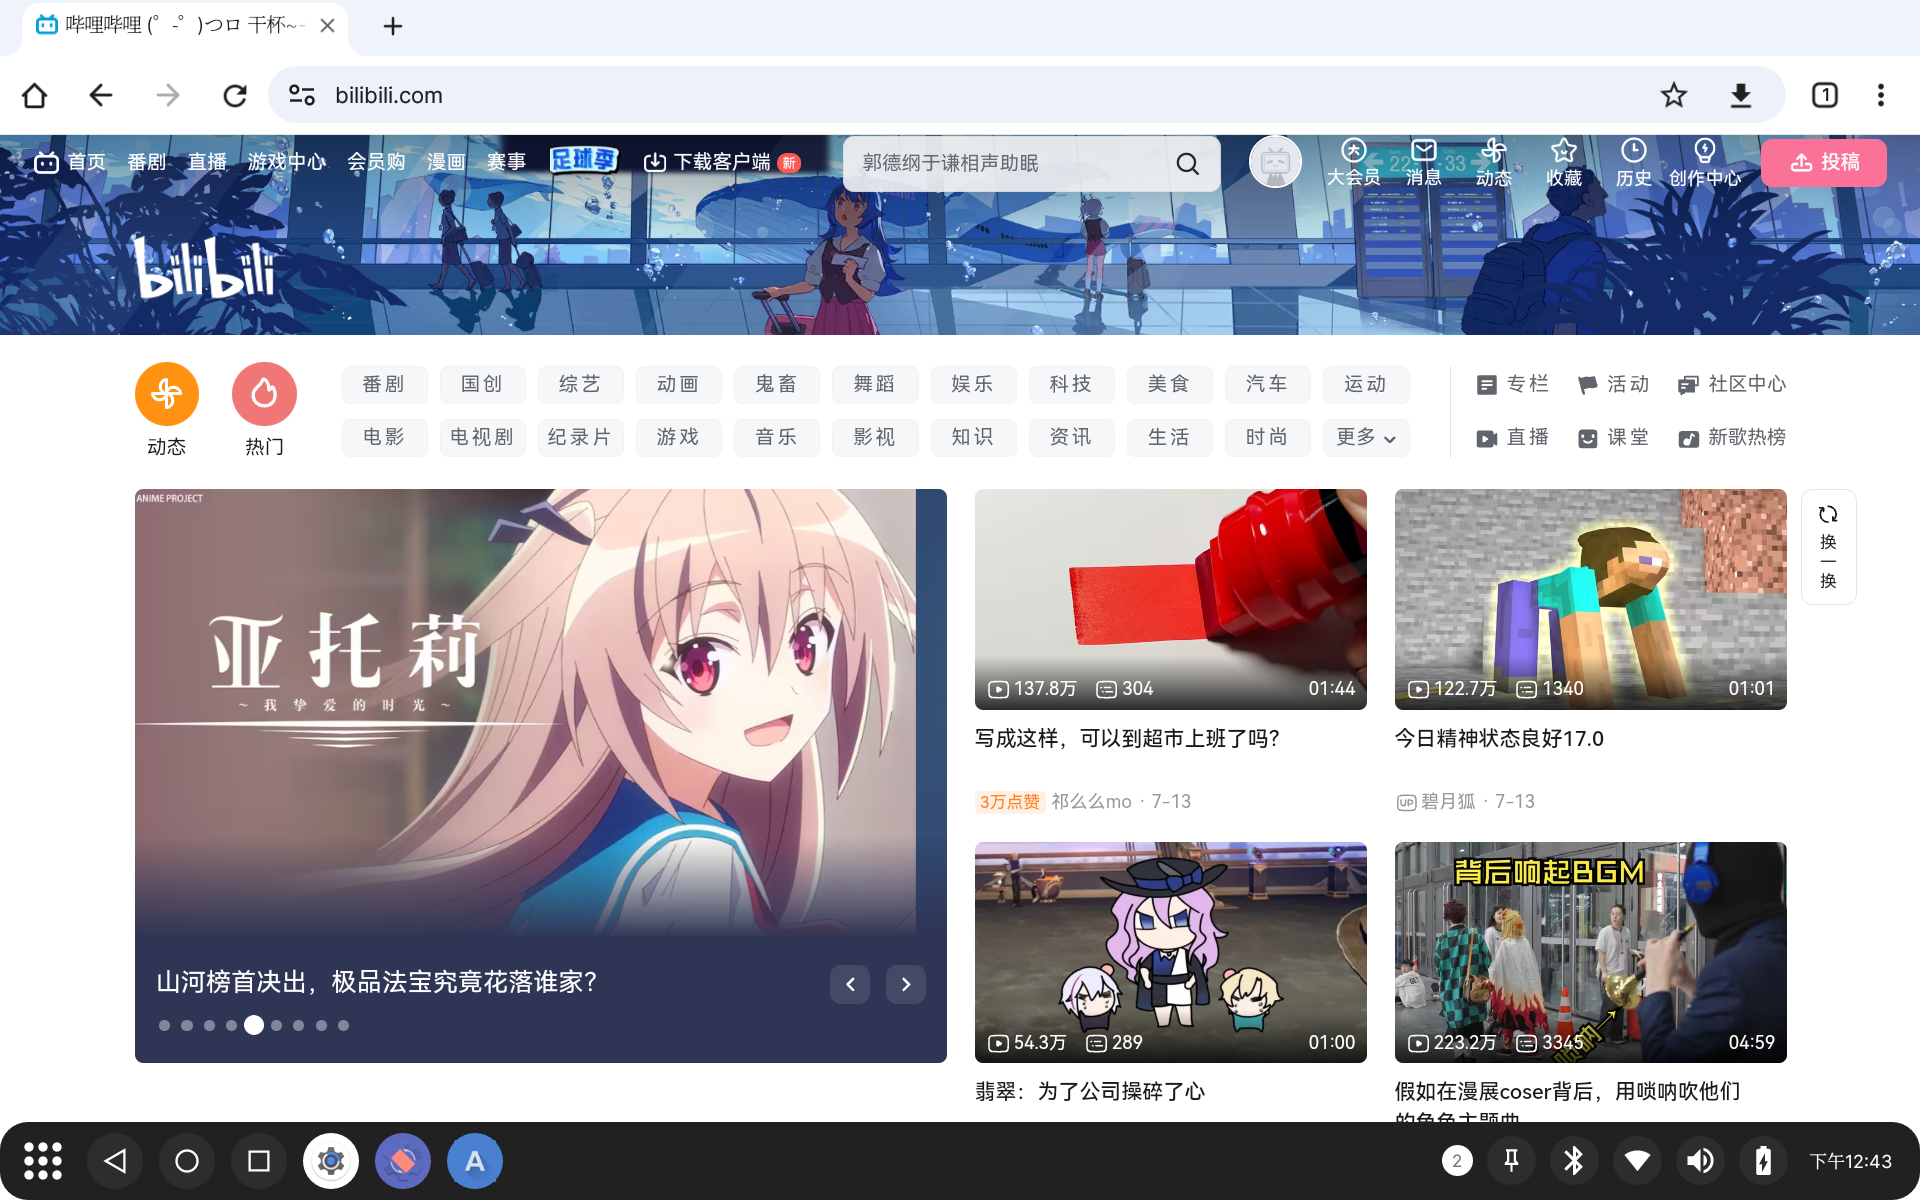 哔哩哔哩 (゜-゜)つロ 干杯~-
bilibili.com
1
首页 番剧 直播 游戏中心 会员购 漫画 赛事 足球季 下载客户端 新
郭德纲于谦相声助眠
大会员 消息 动态 收藏 历史 创作中心 投稿
bilibili
动态 热门
番剧 国创 综艺 动画 鬼畜 舞蹈 娱乐 科技 美食 汽车 运动
电影 电视剧 纪录片 游戏 音乐 影视 知识 资讯 生活 时尚 更多
专栏 活动 社区中心
直播 课堂 新歌热榜
ANIME PROJECT
亚托莉
~ 我挚爱的时光 ~
山河榜首决出，极品法宝究竟花落谁家？
137.8万 304 01:44
写成这样，可以到超市上班了吗？
3万点赞 祁么么mo · 7-13
122.7万 1340 01:01
今日精神状态良好17.0
UP 碧月狐 · 7-13
换一换
54.3万 289 01:00
翡翠：为了公司操碎了心
背后响起BGM
唢呐
223.2万 3345 04:59
假如在漫展coser背后，用唢呐吹他们
的角色主题曲
A
2
下午12:43